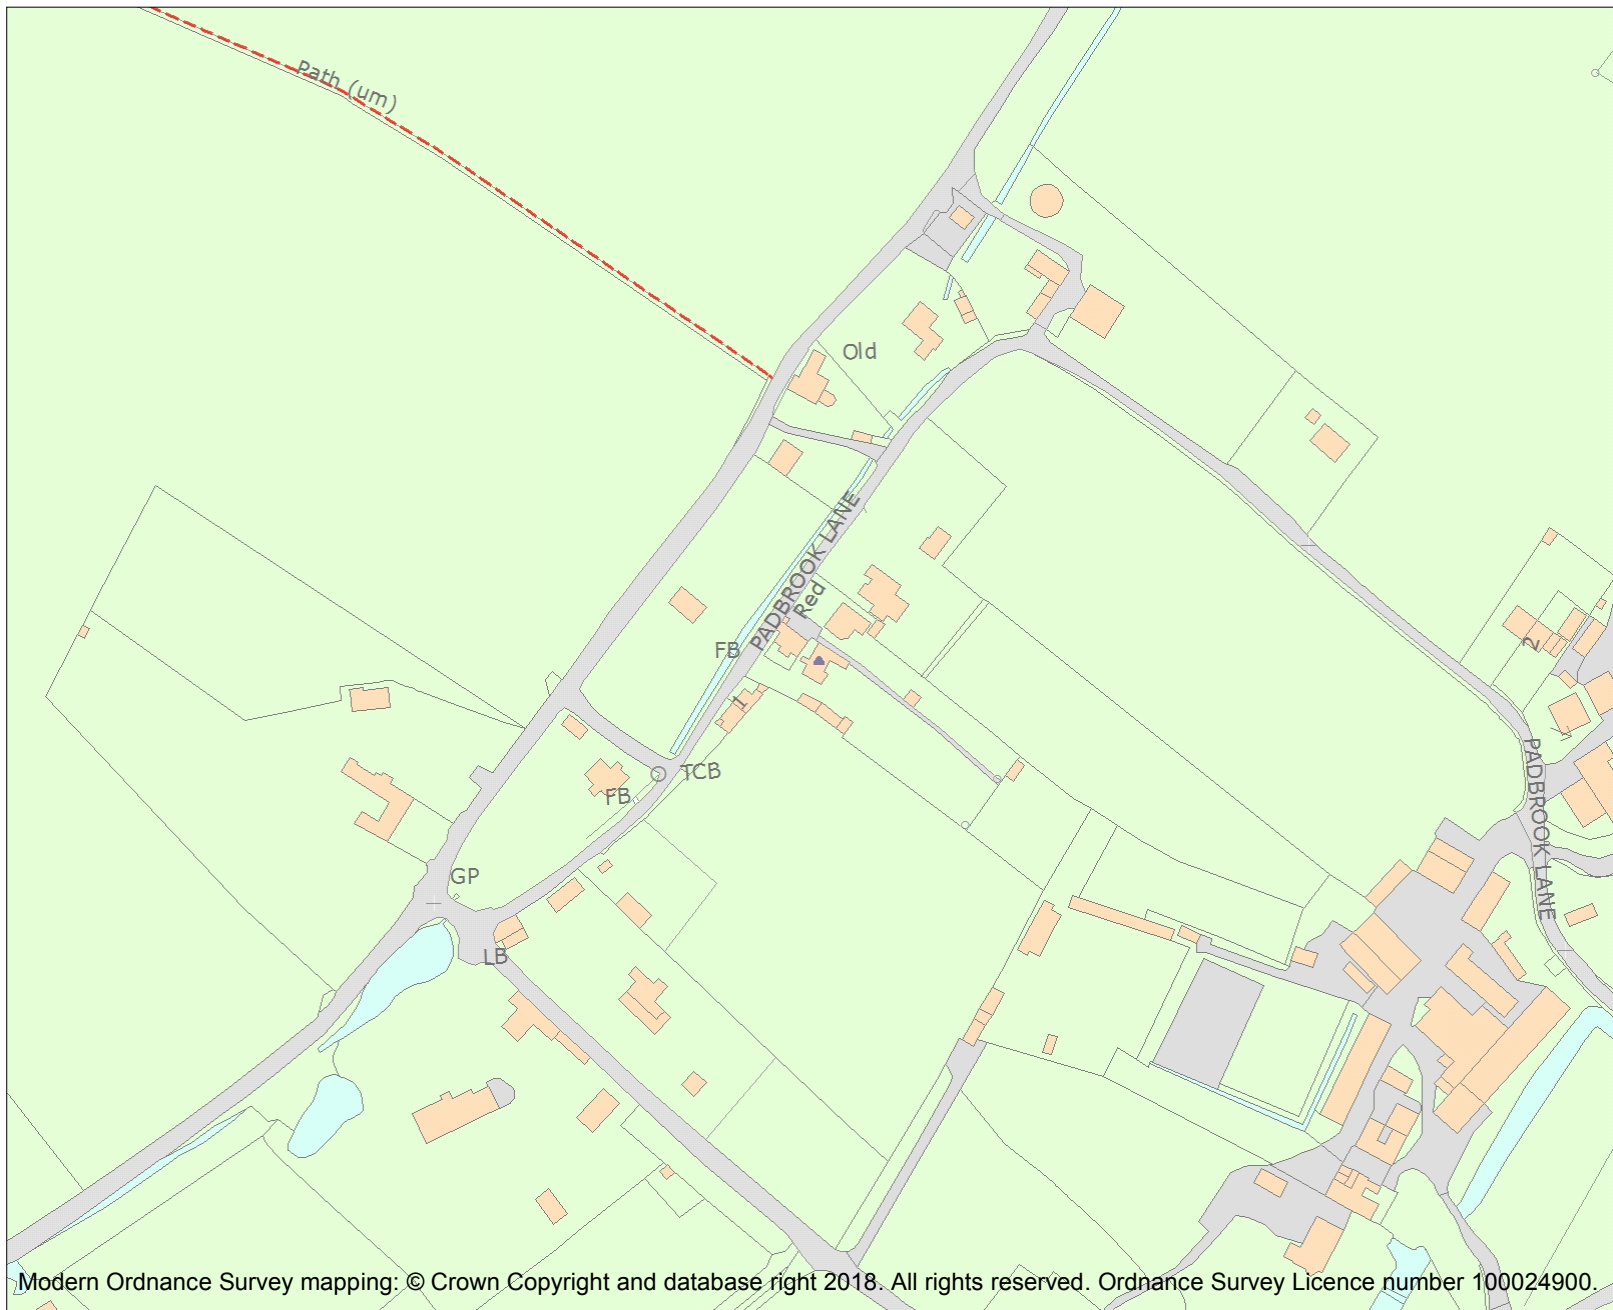 Path (um)
Old
PADBROOK LANE
Red
FB
1
2
TCB
FB
PADBROOK LANE
GP
LB
Modern Ordnance Survey mapping: © Crown Copyright and database right 2018. All rights reserved. Ordnance Survey Licence number 100024900.